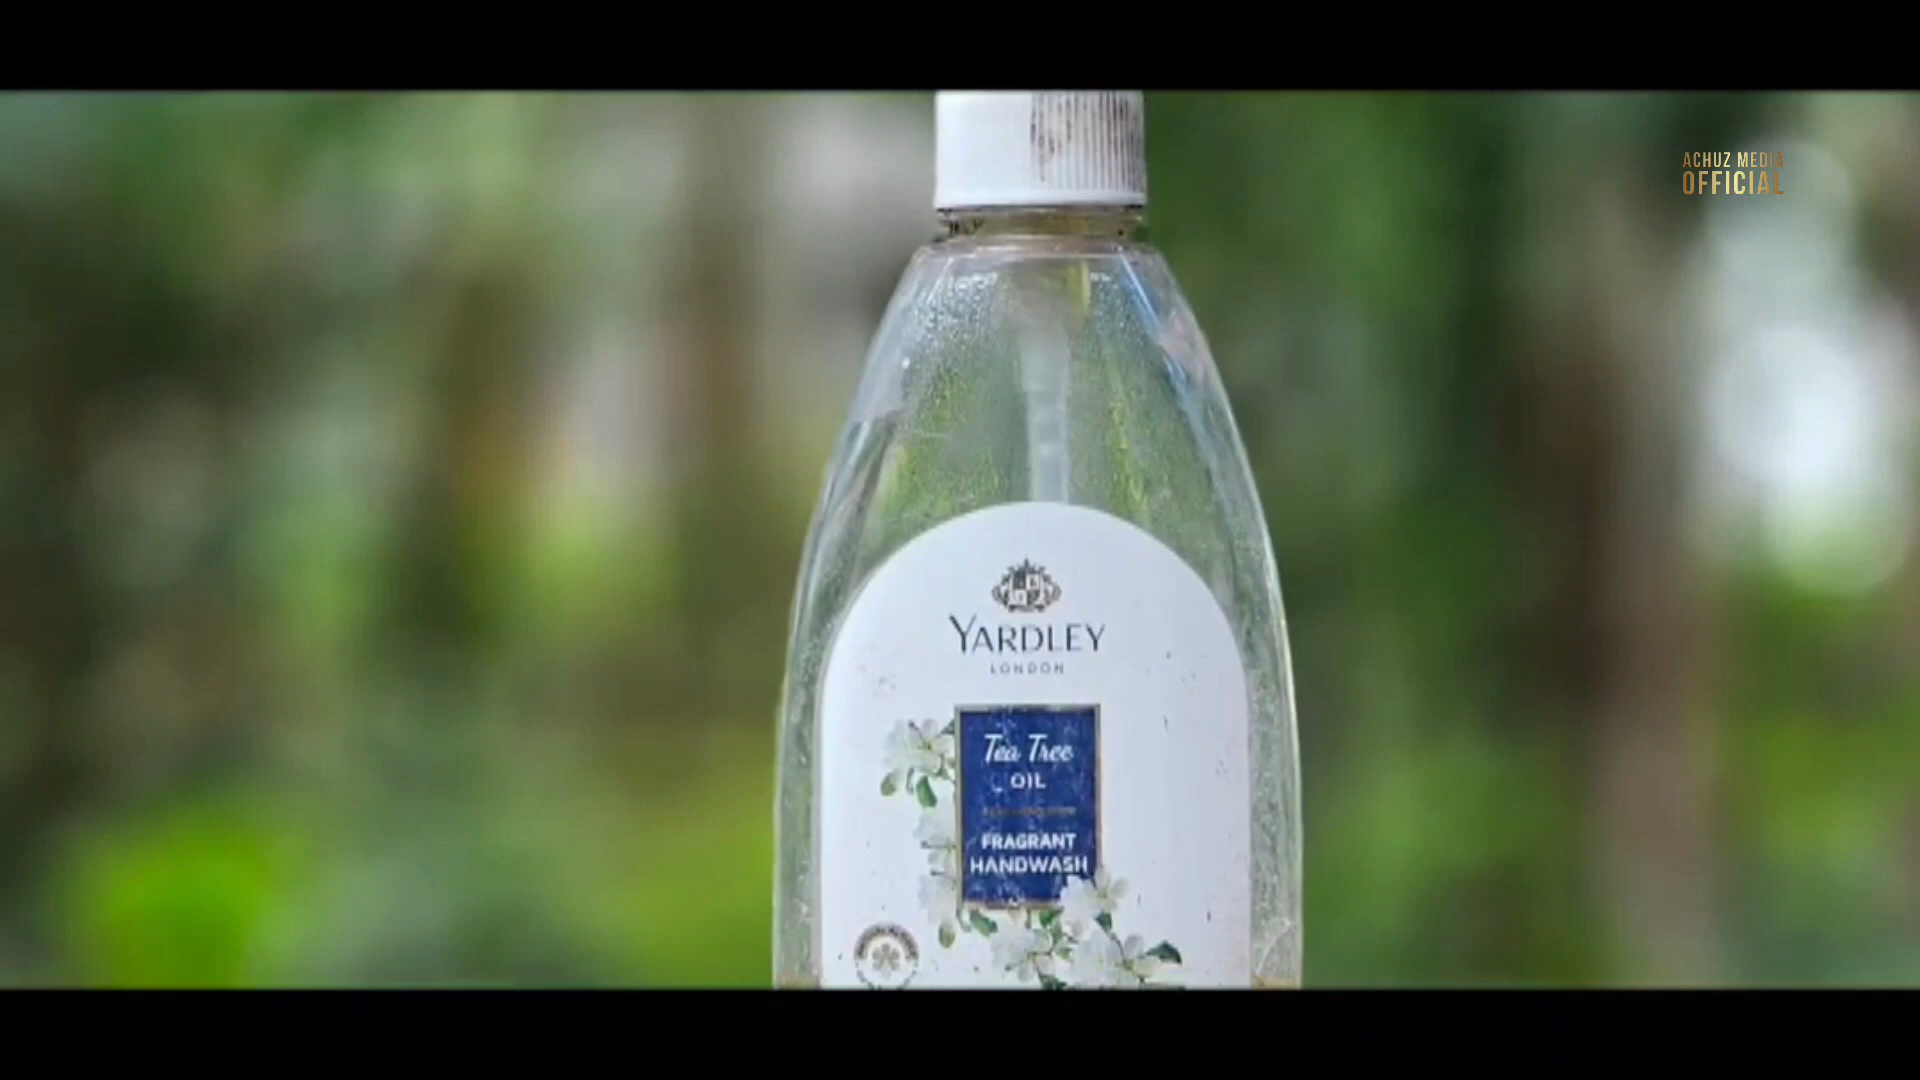 ACHUZ MEDIA
OFFICIAL
YARDLEY
LONDON
Tea Tree
OIL
FRAGRANT
HANDWASH